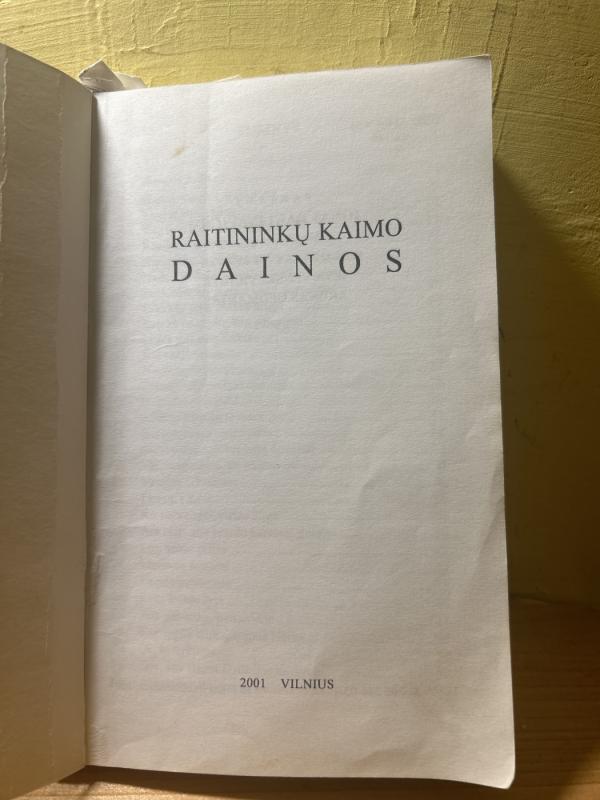 RAITININKŲ KAIMO
DAINOS
2001 VILNIUS